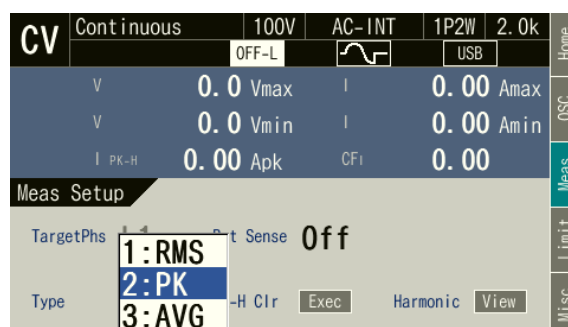 CV Continuous 100V AC-INT 1P2W 2.0k
OFF-L USB
V 0.0 Vmax I 0.00 Amax
V 0.0 Vmin I 0.00 Amin
I PK-H 0.00 Apk CFI 0.00
Meas Setup
TargetPhs Sense Off
1:RMS
2:PK
Type -H Clr Exec Harmonic View
3:AVG
Home
OSC
Meas
Limit
Misc